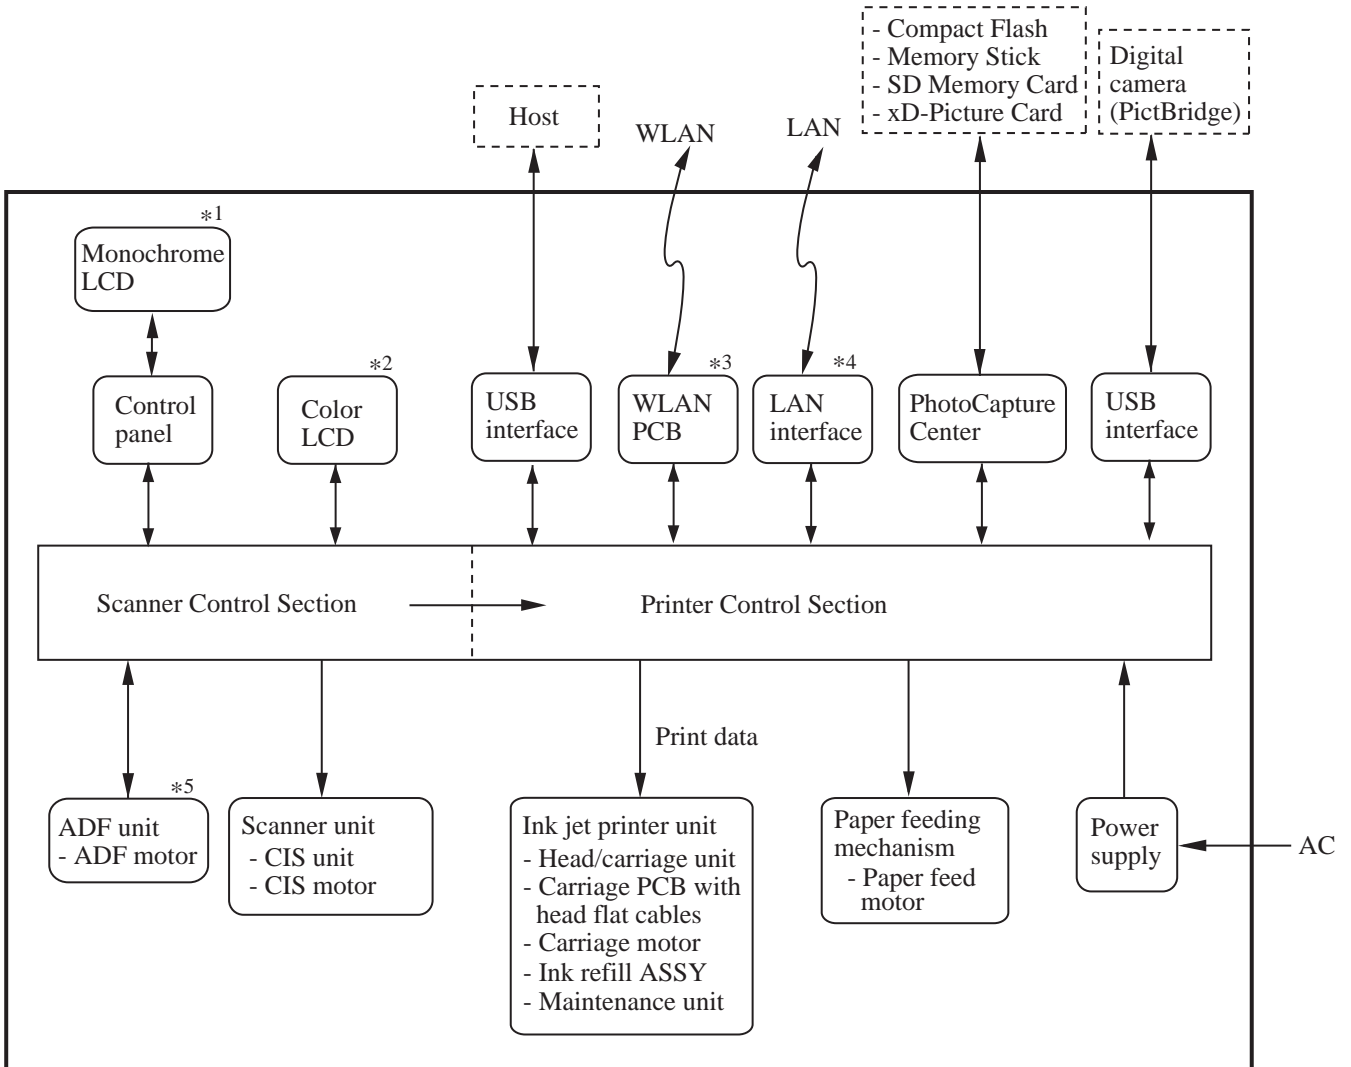 - Compact Flash
- Memory Stick
- SD Memory Card
- xD-Picture Card
Digital
camera
(PictBridge)
Host
WLAN
LAN
*1
Monochrome
LCD
Control
panel
*2
Color
LCD
USB
interface
*3
WLAN
PCB
*4
LAN
interface
PhotoCapture
Center
USB
interface
Scanner Control Section
Printer Control Section
Print data
*5
ADF unit
- ADF motor
Scanner unit
- CIS unit
- CIS motor
Ink jet printer unit
- Head/carriage unit
- Carriage PCB with
head flat cables
- Carriage motor
- Ink refill ASSY
- Maintenance unit
Paper feeding
mechanism
- Paper feed
motor
Power
supply
AC